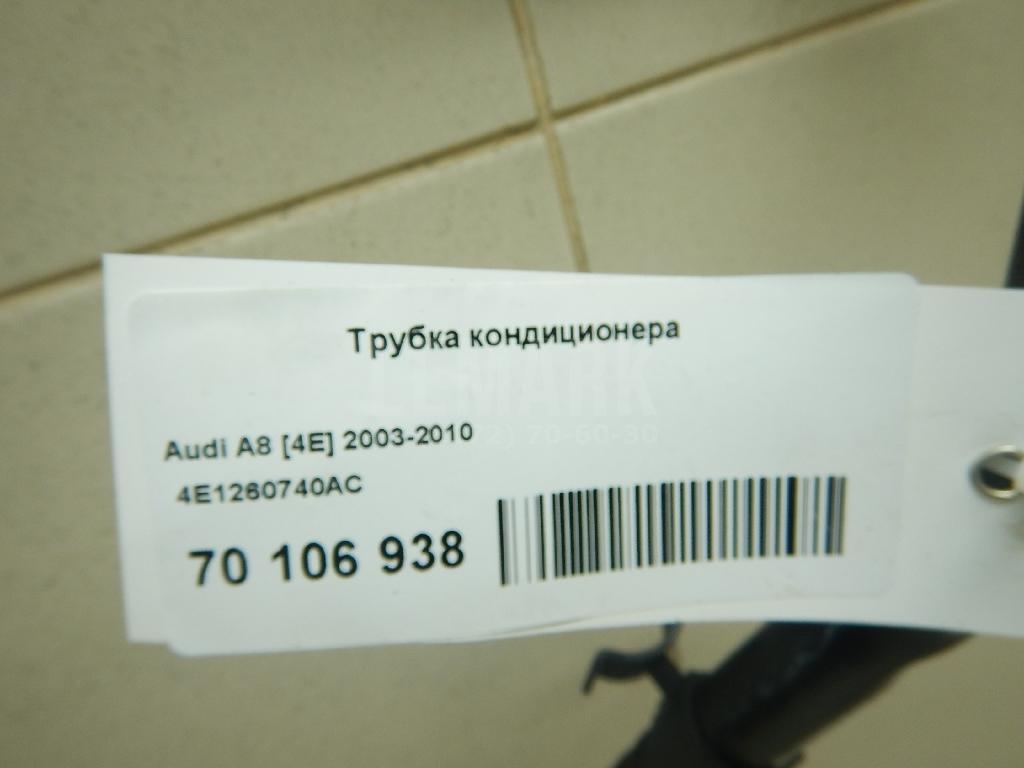 Трубка кондиционера
Audi A8 [4E] 2003-2010
4E1260740AC
70 106 938